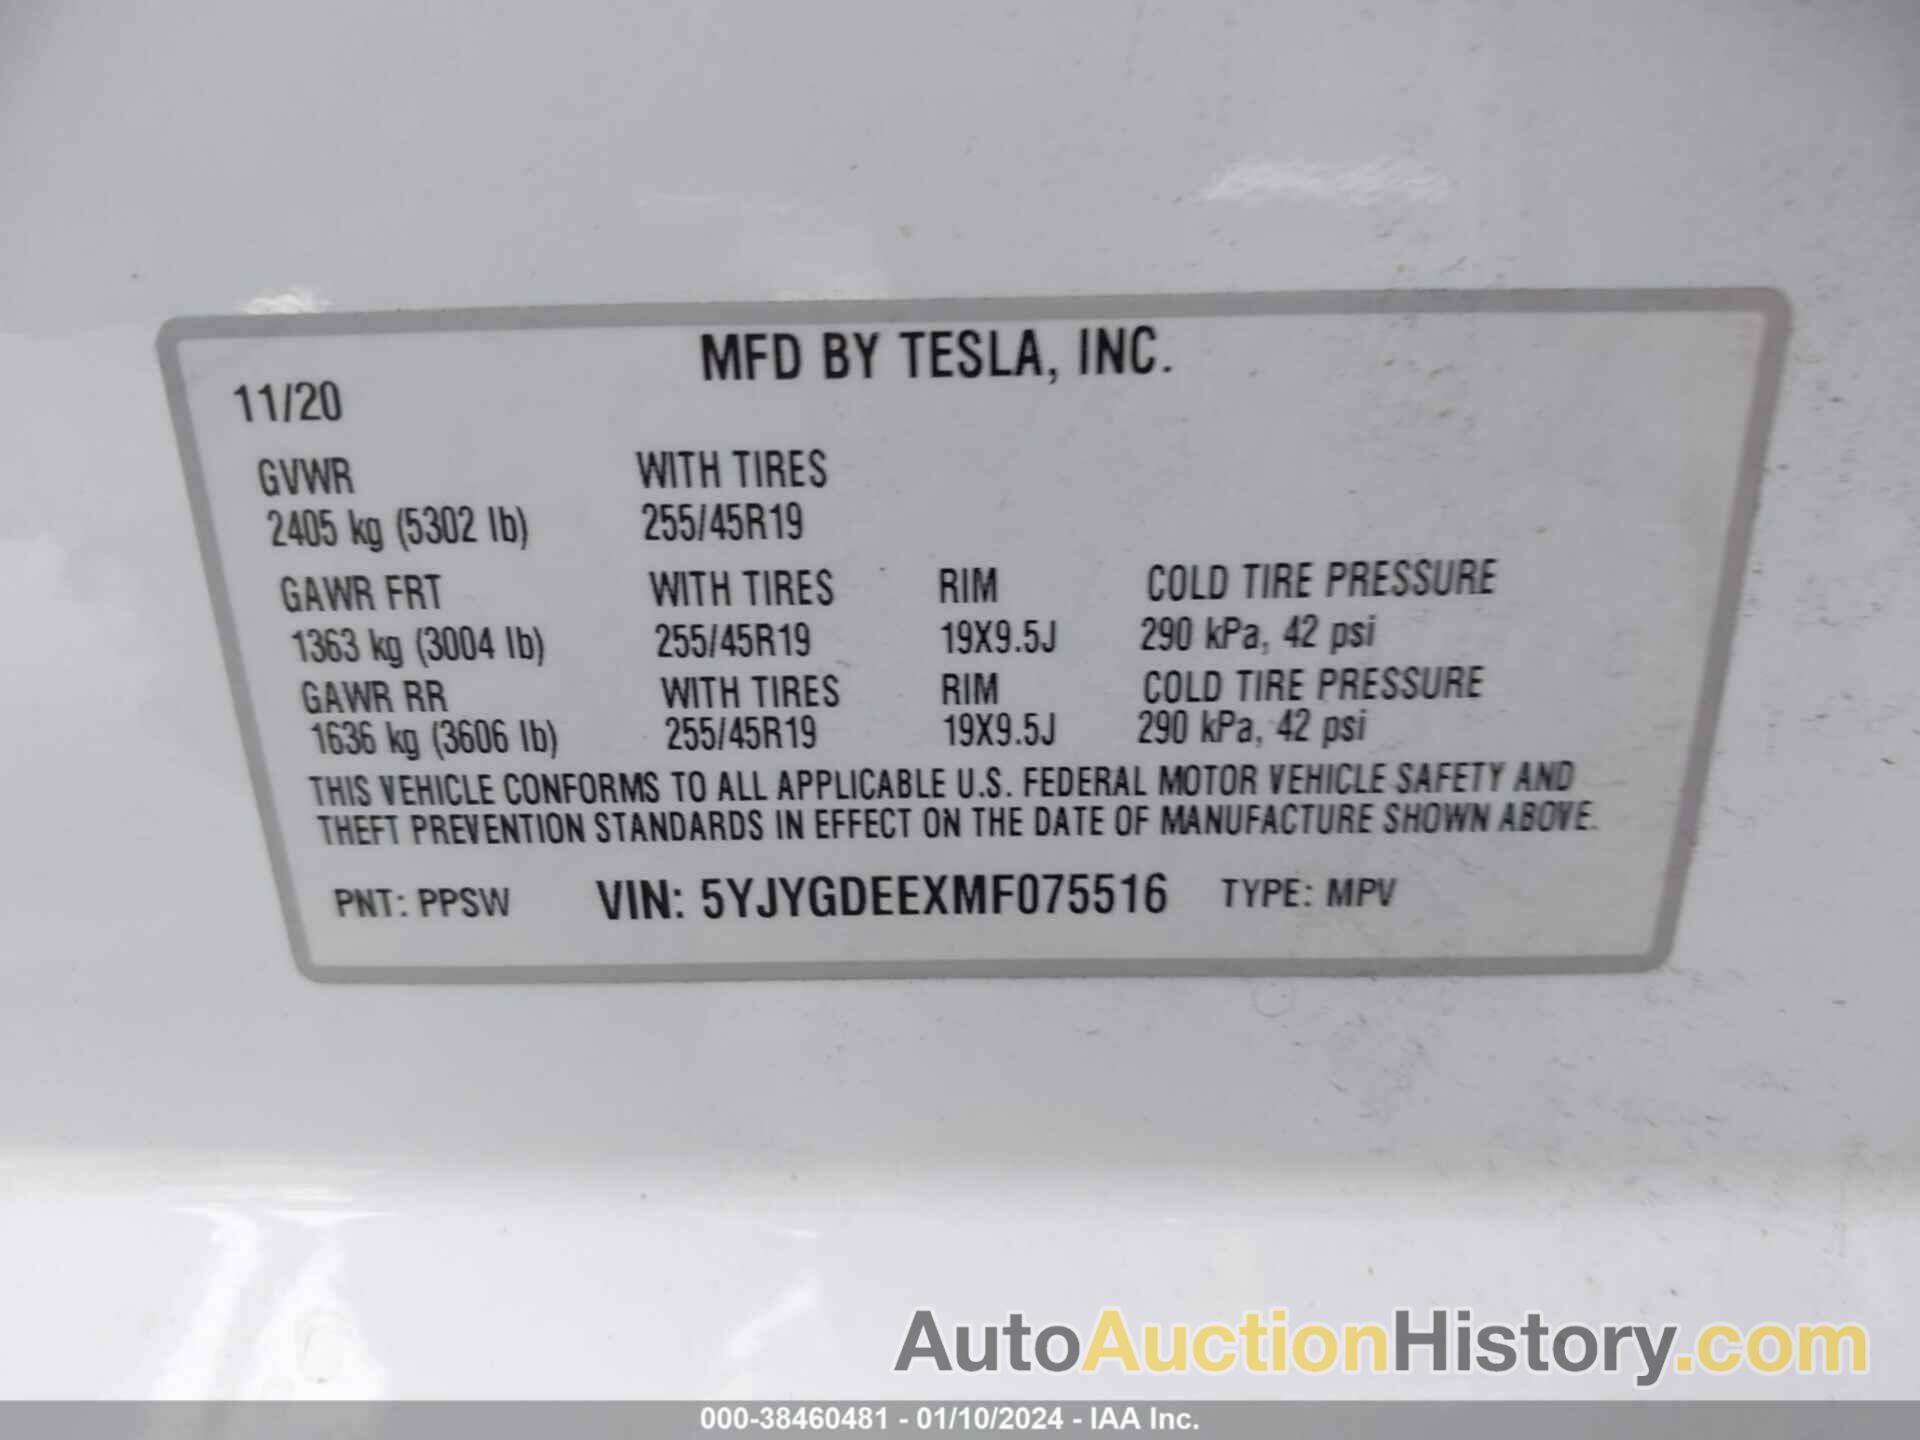 MFD BY TESLA, INC.
11/20
GVWR WITH TIRES
2405 kg (5302 lb) 255/45R19
GAWR FRT WITH TIRES RIM COLD TIRE PRESSURE
1363 kg (3004 lb) 255/45R19 19X9.5J 290 kPa, 42 psi
GAWR RR WITH TIRES RIM COLD TIRE PRESSURE
1636 kg (3606 lb) 255/45R19 19X9.5J 290 kPa, 42 psi
THIS VEHICLE CONFORMS TO ALL APPLICABLE U.S. FEDERAL MOTOR VEHICLE SAFETY AND
THEFT PREVENTION STANDARDS IN EFFECT ON THE DATE OF MANUFACTURE SHOWN ABOVE.
PNT: PPSW VIN: 5YJYGDEEXMF075516 TYPE: MPV
AutoAuctionHistory.com
000-38460481 - 01/10/2024 - IAA Inc.